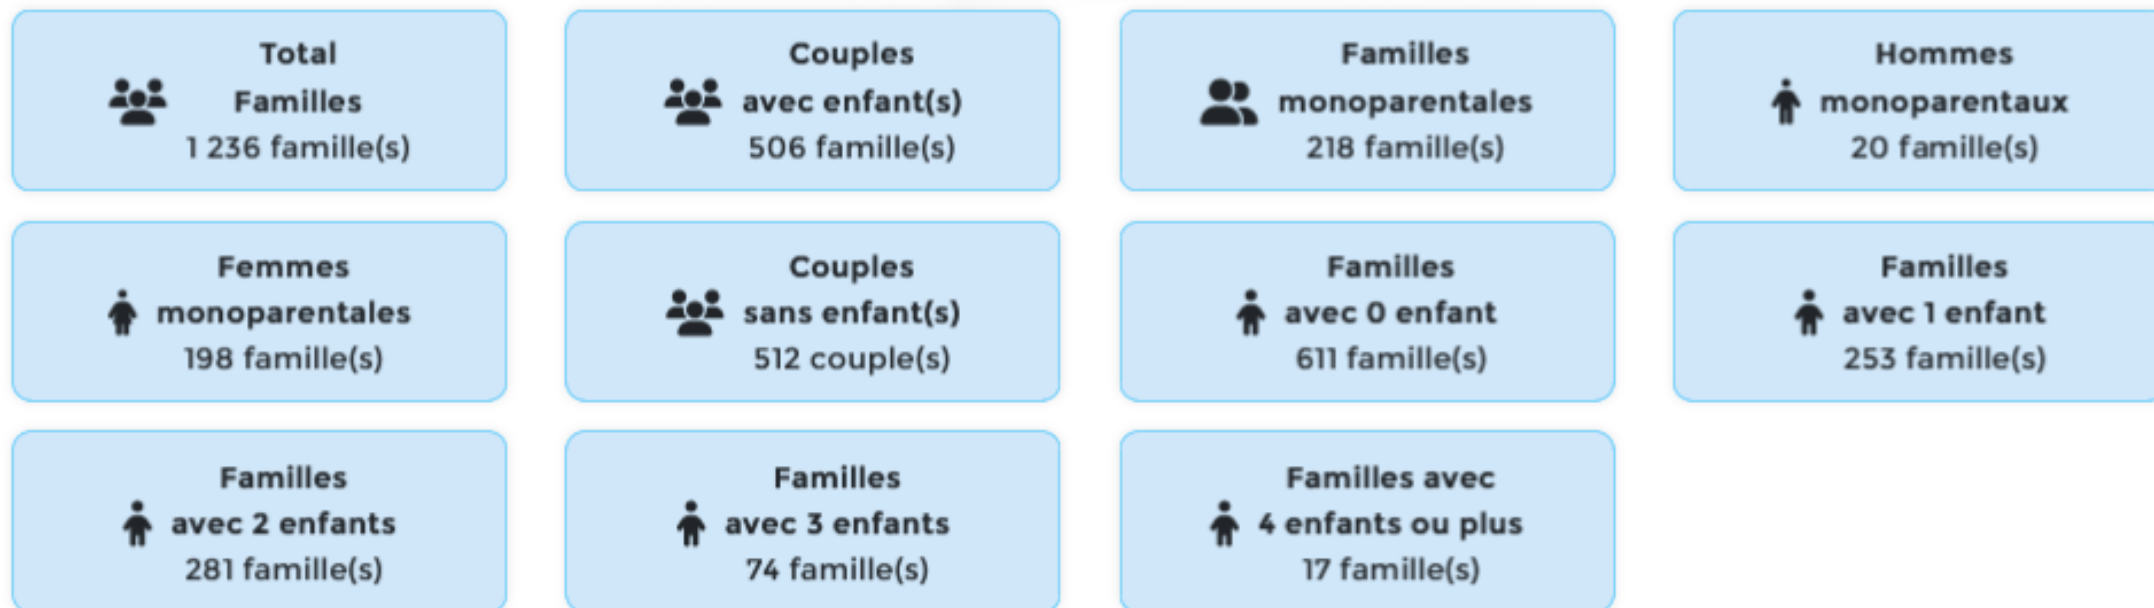 Total
Familles
1 236 famille(s)
Couples
avec enfant(s)
506 famille(s)
Familles
monoparentales
218 famille(s)
Hommes
monoparentaux
20 famille(s)
Femmes
monoparentales
198 famille(s)
Couples
sans enfant(s)
512 couple(s)
Familles
avec 0 enfant
611 famille(s)
Familles
avec 1 enfant
253 famille(s)
Familles
avec 2 enfants
281 famille(s)
Familles
avec 3 enfants
74 famille(s)
Familles avec
4 enfants ou plus
17 famille(s)